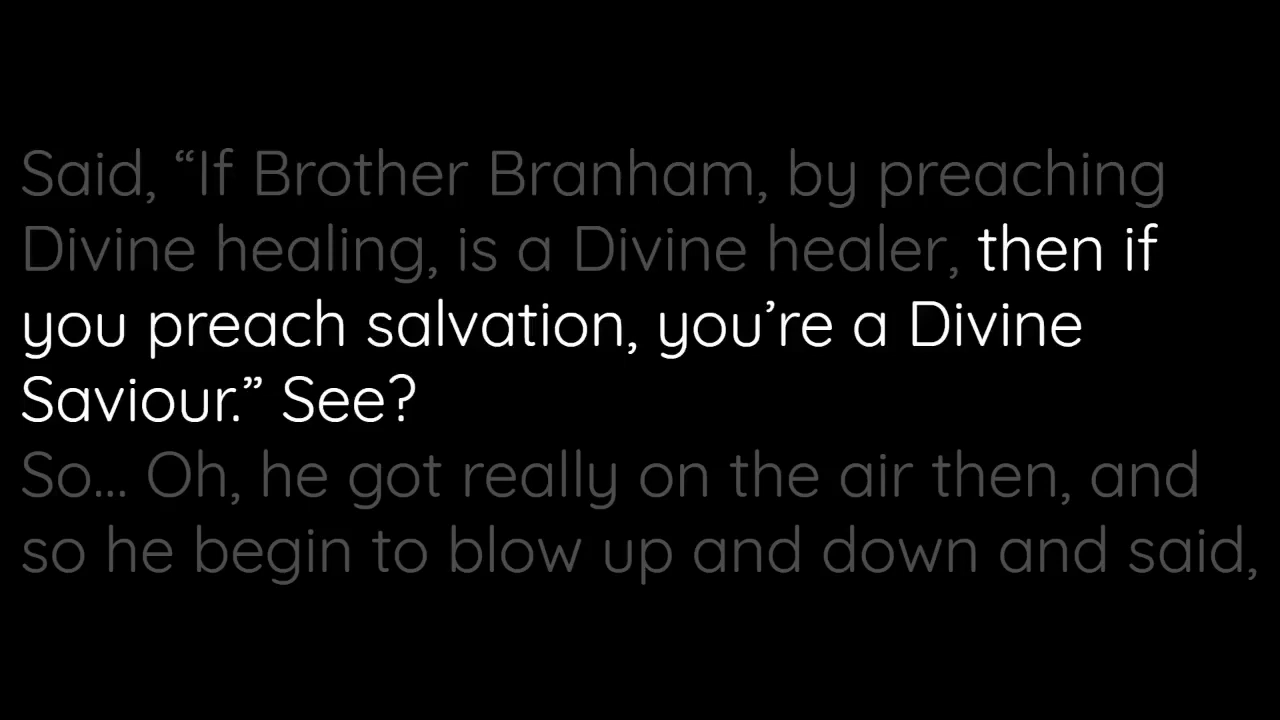 Said, “If Brother Branham, by preaching
Divine healing, is a Divine healer, then if
you preach salvation, you’re a Divine
Saviour.” See?
So... Oh, he got really on the air then, and
so he begin to blow up and down and said,